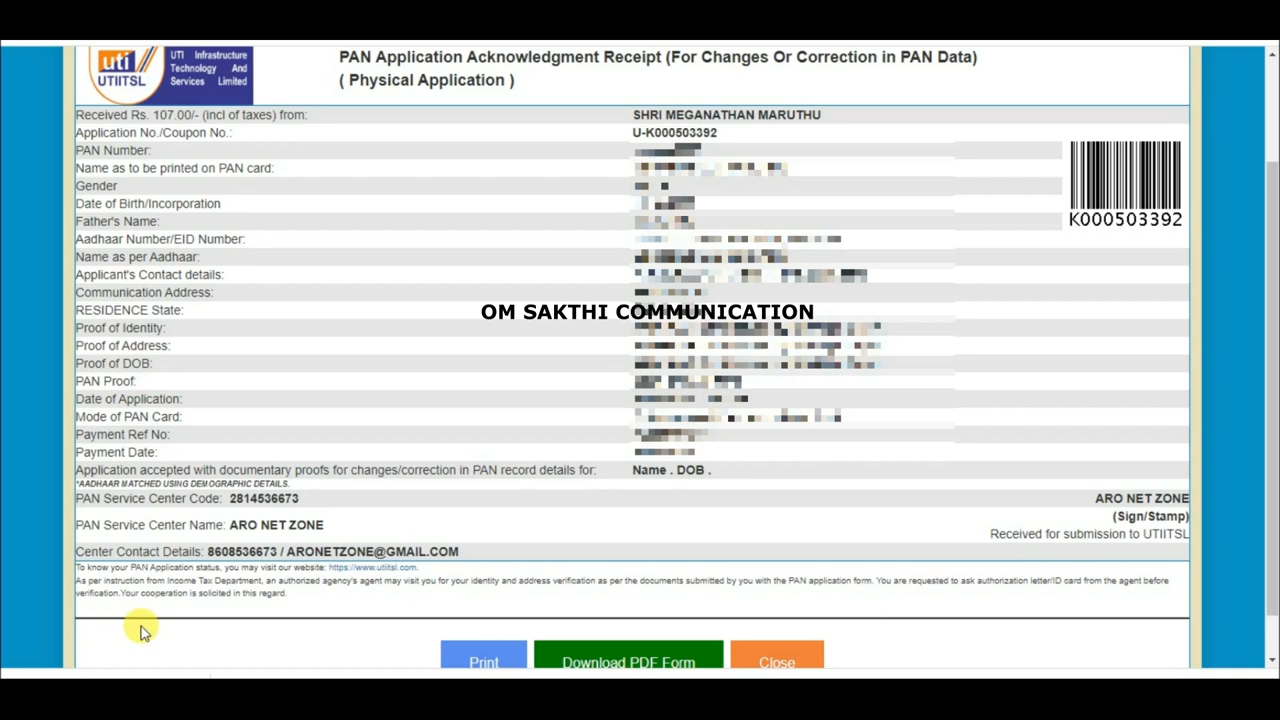 uti
UTIITSL
UTI Infrastructure
Technology And
Services Limited
PAN Application Acknowledgment Receipt (For Changes Or Correction in PAN Data)
( Physical Application )
Received Rs. 107.00/- (incl of taxes) from: SHRI MEGANATHAN MARUTHU
Application No./Coupon No.: U-K000503392
PAN Number:
Name as to be printed on PAN card:
Gender
Date of Birth/Incorporation
K000503392
Father's Name:
Aadhaar Number/EID Number:
Name as per Aadhaar:
Applicant's Contact details:
Communication Address:
RESIDENCE State:
OM SAKTHI COMMUNICATION
Proof of Identity:
Proof of Address:
Proof of DOB:
PAN Proof:
Date of Application:
Mode of PAN Card:
Payment Ref No:
Payment Date:
Application accepted with documentary proofs for changes/correction in PAN record details for: Name . DOB .
*AADHAAR MATCHED USING DEMOGRAPHIC DETAILS.
PAN Service Center Code: 2814536673 ARO NET ZONE
(Sign/Stamp)
PAN Service Center Name: ARO NET ZONE
Received for submission to UTIITSL
Center Contact Details: 8608536673 / ARONETZONE@GMAIL.COM
To know your PAN Application status, you may visit our website: https://www.utiitsl.com.
As per instruction from Income Tax Department, an authorized agency's agent may visit you for your identity and address verification as per the documents submitted by you with the PAN application form. You are requested to ask authorization letter/ID card from the agent before
verification.Your cooperation is solicited in this regard.
Print Download PDF Form Close